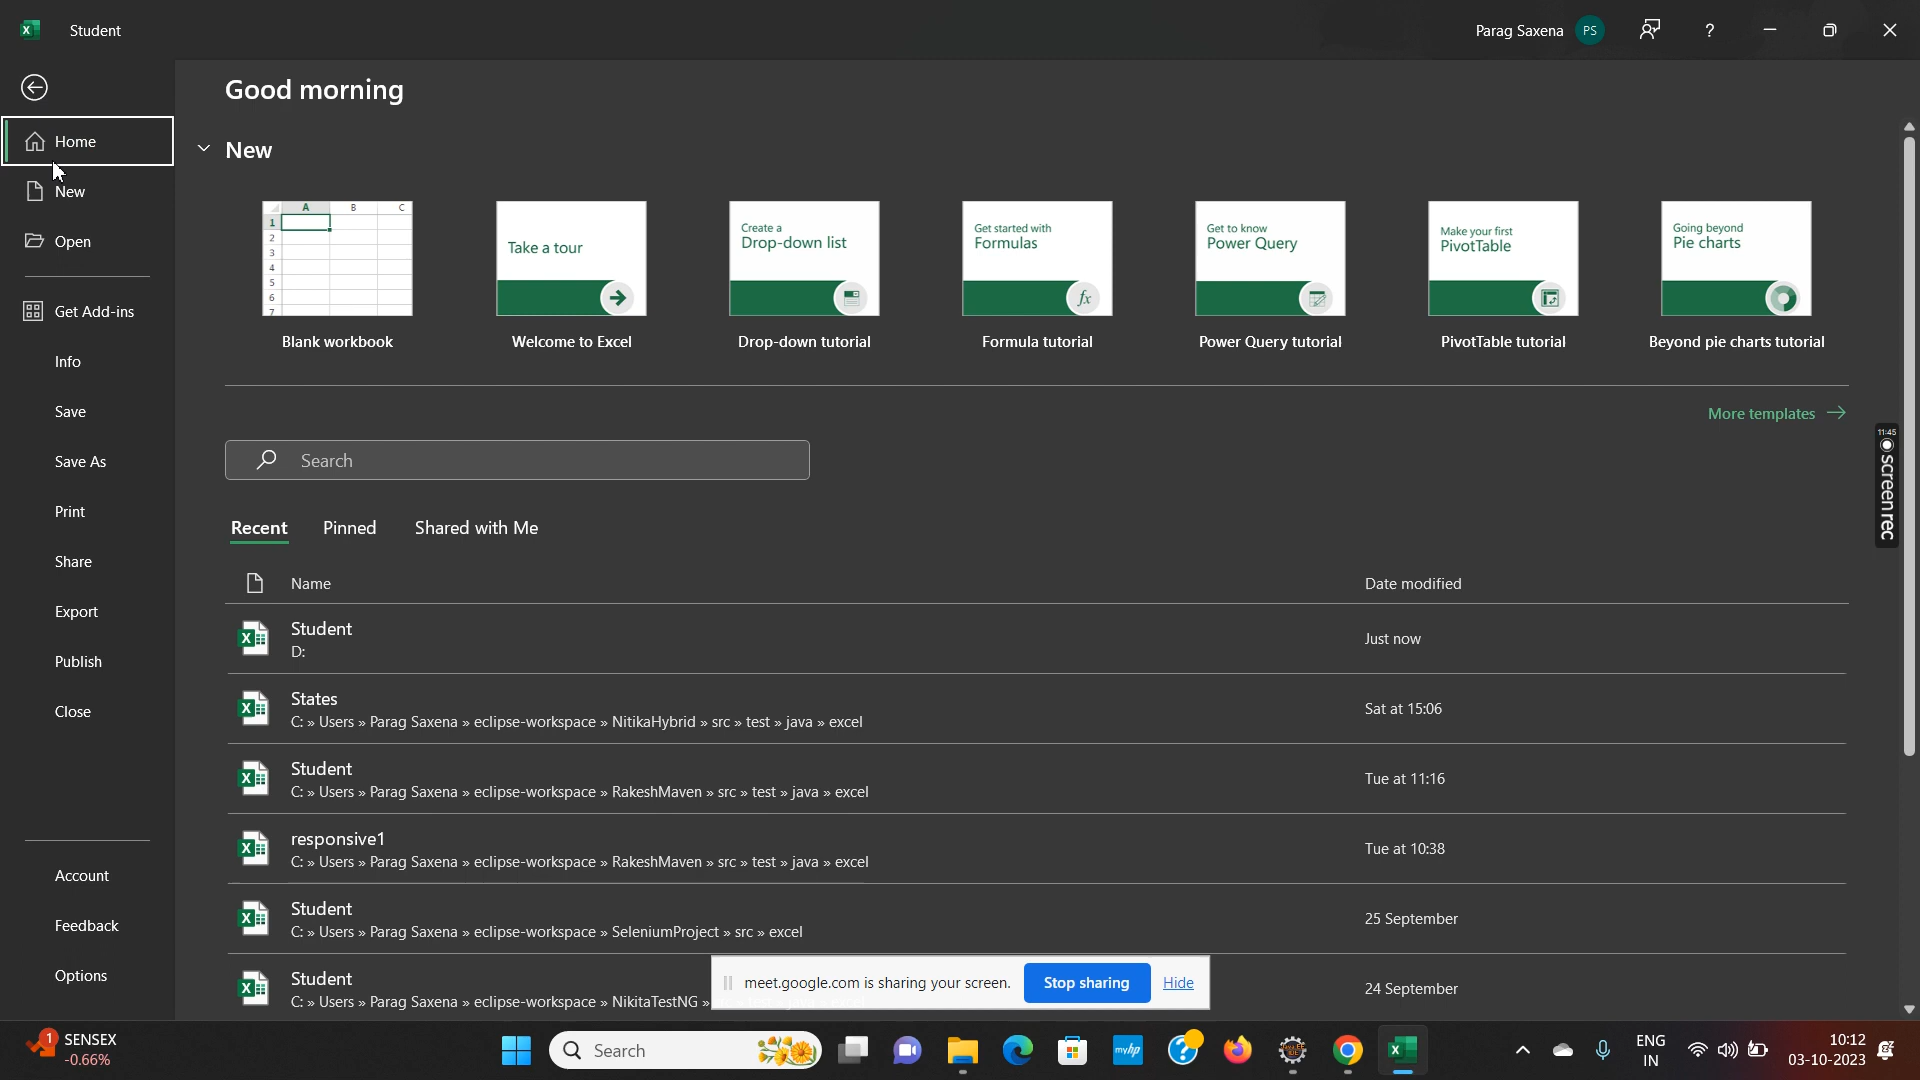 Student
Parag Saxena PS
?
Good morning
Home
New
Open
Get Add-ins
Info
Save
Save As
Print
Share
Export
Publish
Close
Account
Feedback
Options
New
A B C
1
2
3
4
5
6
7
Blank workbook
Take a tour
Welcome to Excel
Create a
Drop-down list
Drop-down tutorial
Get started with
Formulas
fx
Formula tutorial
Get to know
Power Query
Power Query tutorial
Make your first
PivotTable
PivotTable tutorial
Going beyond
Pie charts
Beyond pie charts tutorial
More templates
11:45
screenrec
Search
Recent Pinned Shared with Me
Name Date modified
Student
D:
Just now
States
C: » Users » Parag Saxena » eclipse-workspace » NitikaHybrid » src » test » java » excel
Sat at 15:06
Student
C: » Users » Parag Saxena » eclipse-workspace » RakeshMaven » src » test » java » excel
Tue at 11:16
responsive1
C: » Users » Parag Saxena » eclipse-workspace » RakeshMaven » src » test » java » excel
Tue at 10:38
Student
C: » Users » Parag Saxena » eclipse-workspace » SeleniumProject » src » excel
25 September
Student
C: » Users » Parag Saxena » eclipse-workspace » NikitaTestNG »
24 September
meet.google.com is sharing your screen. Stop sharing Hide
1
SENSEX
-0.66%
Search
myhp
ENG
IN
10:12
03-10-2023